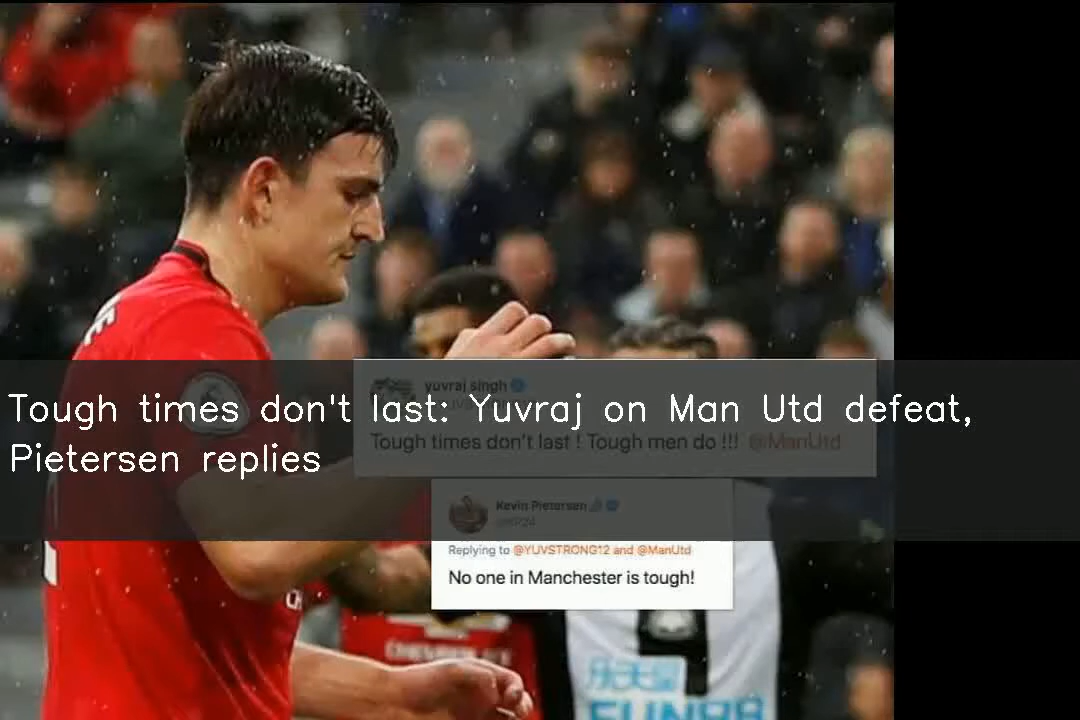 Tough times don't last: Yuvraj on Man Utd defeat,
Pietersen replies
yuvraj singh
Tough times don't last ! Tough men do !!! @ManUtd
Kevin Pietersen
Replying to @YUVSTRONG12 and @ManUtd
No one in Manchester is tough!
FUN88